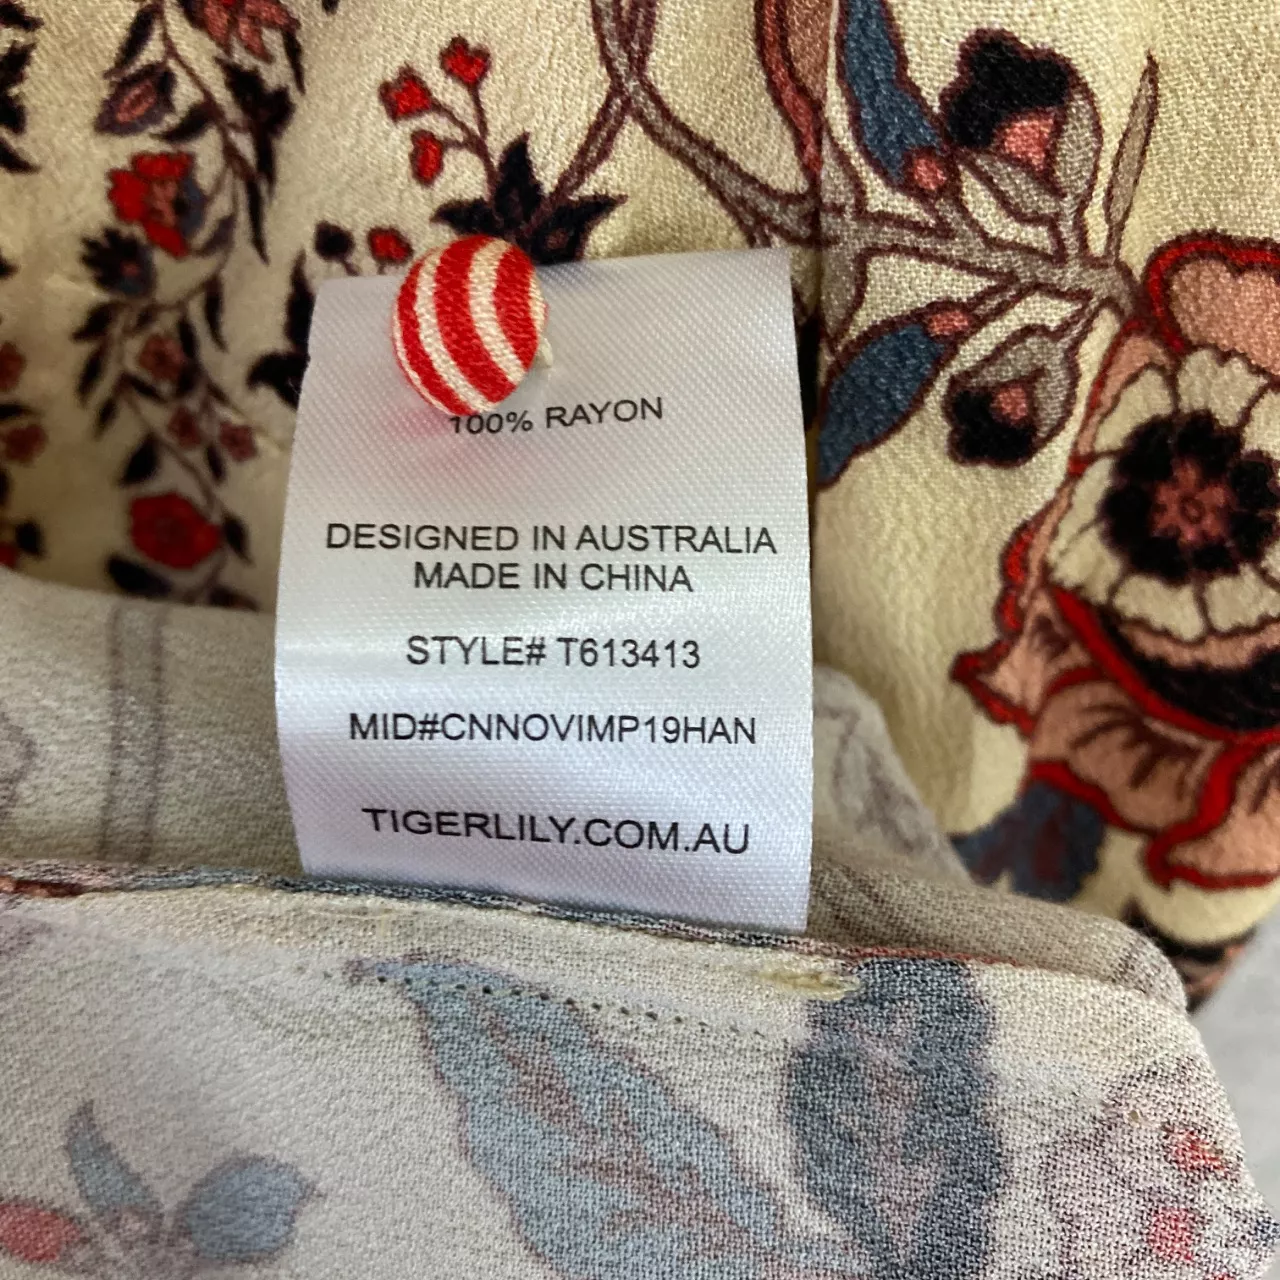 100% RAYON
DESIGNED IN AUSTRALIA
MADE IN CHINA
STYLE# T613413
MID#CNNOVIMP19HAN
TIGERLILY.COM.AU